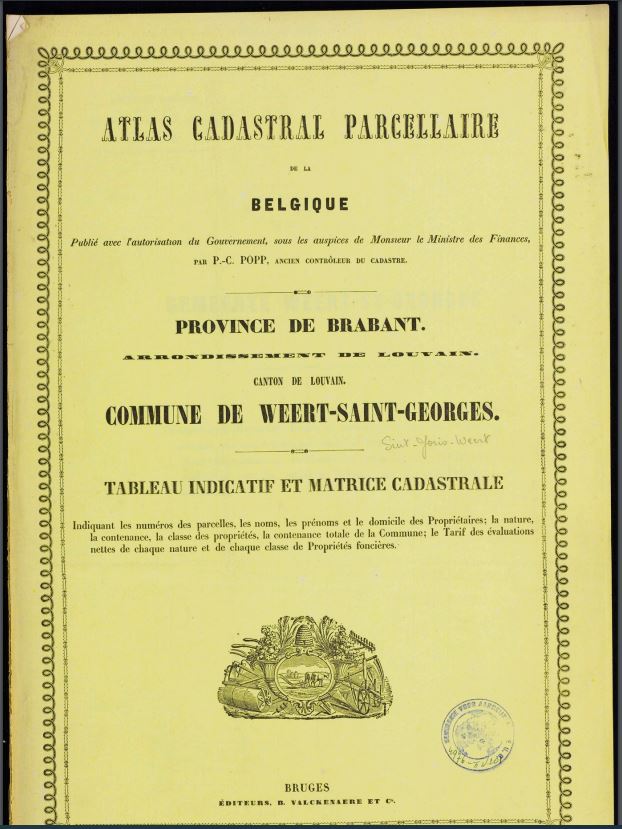 ATLAS CADASTRAL PARCELLAIRE
DE LA
BELGIQUE
Publié avec l'autorisation du Gouvernement, sous les auspices de Monsieur le Ministre des Finances,
PAR P.-C. POPP, ANCIEN CONTRÔLEUR DU CADASTRE.
PROVINCE DE BRABANT.
ARRONDISSEMENT DE LOUVAIN.
CANTON DE LOUVAIN.
COMMUNE DE WEERT-SAINT-GEORGES.
Sint-Joris-Weert
TABLEAU INDICATIF ET MATRICE CADASTRALE
Indiquant les numéros des parcelles, les noms, les prénoms et le domicile des Propriétaires; la nature,
la contenance, la classe des propriétés, la contenance totale de la Commune; le Tarif des évaluations
nettes de chaque nature et de chaque classe de Propriétés foncières.
BRUGES
ÉDITEURS, B. VALCKENAERE ET Cº.